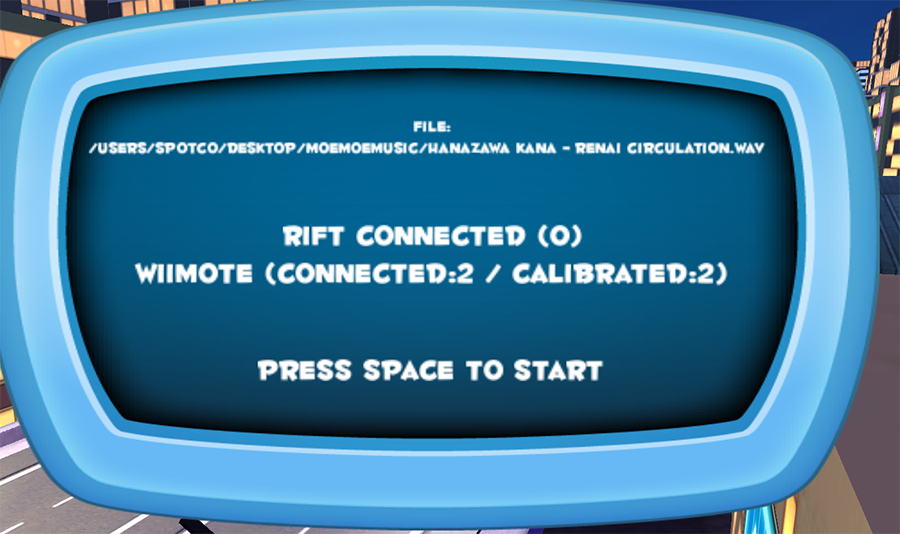 FILE:
/USERS/SPOTCO/DESKTOP/MOEMOEMUSIC/HANAZAWA KANA - RENAI CIRCULATION.WAV
RIFT CONNECTED (0)
WIIMOTE (CONNECTED:2 / CALIBRATED:2)
PRESS SPACE TO START